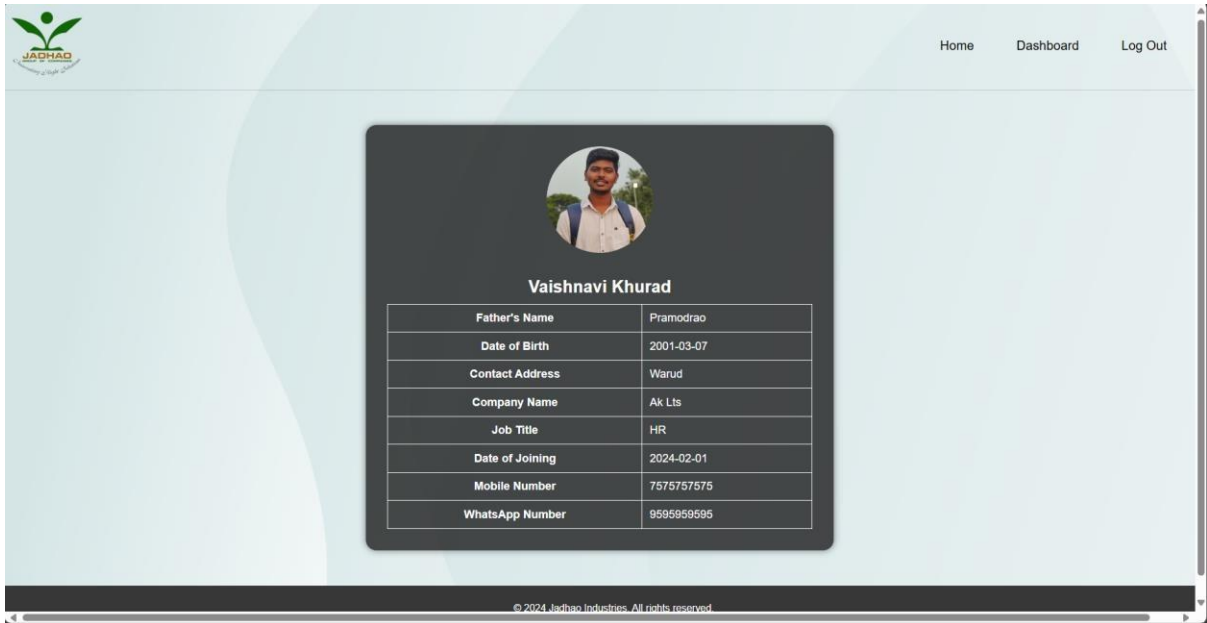 JADHAO
Home Dashboard Log Out
Vaishnavi Khurad
Father's Name Pramodrao
Date of Birth 2001-03-07
Contact Address Warud
Company Name Ak Lts
Job Title HR
Date of Joining 2024-02-01
Mobile Number 7575757575
WhatsApp Number 9595959595
© 2024 Jadhao Industries. All rights reserved.